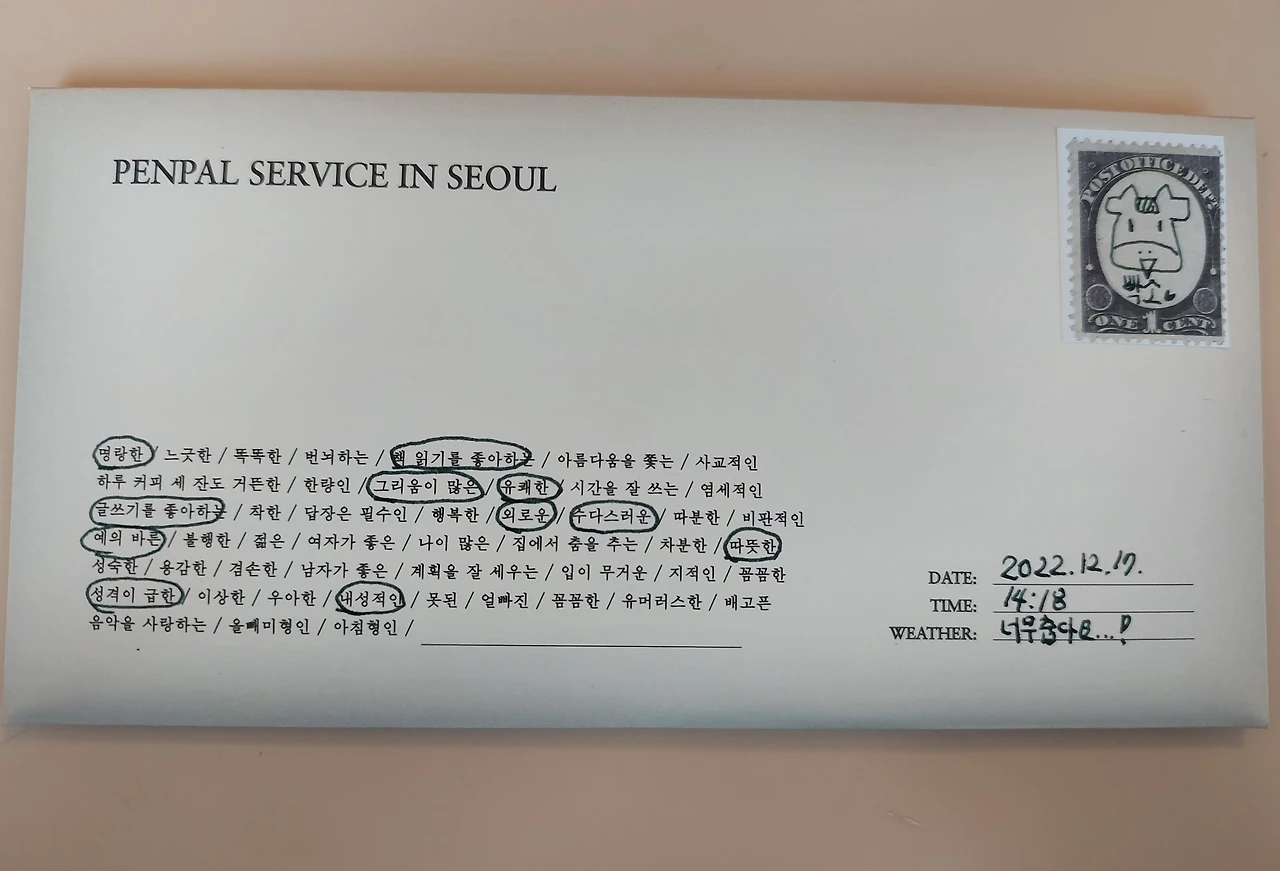 PENPAL SERVICE IN SEOUL
POST OFFICE DEPT
빡소
ONE 1 CENT
명랑한 / 느긋한 / 똑똑한 / 번뇌하는 / 책 읽기를 좋아하는 / 아름다움을 쫓는 / 사교적인
하루 커피 세 잔도 거뜬한 / 한량인 / 그리움이 많은 / 유쾌한 / 시간을 잘 쓰는 / 염세적인
글쓰기를 좋아하는 / 착한 / 답장은 필수인 / 행복한 / 외로운 / 수다스러운 / 따분한 / 비판적인
예의 바른 / 불행한 / 젊은 / 여자가 좋은 / 나이 많은 / 집에서 춤을 추는 / 차분한 / 따뜻한
성숙한 / 용감한 / 겸손한 / 남자가 좋은 / 계획을 잘 세우는 / 입이 무거운 / 지적인 / 꼼꼼한
성격이 급한 / 이상한 / 우아한 / 내성적인 / 못된 / 얼빠진 / 꼼꼼한 / 유머러스한 / 배고픈
음악을 사랑하는 / 올빼미형인 / 아침형인 /
DATE: 2022.12.17.
TIME: 14:18
WEATHER: 너무춥다요...!